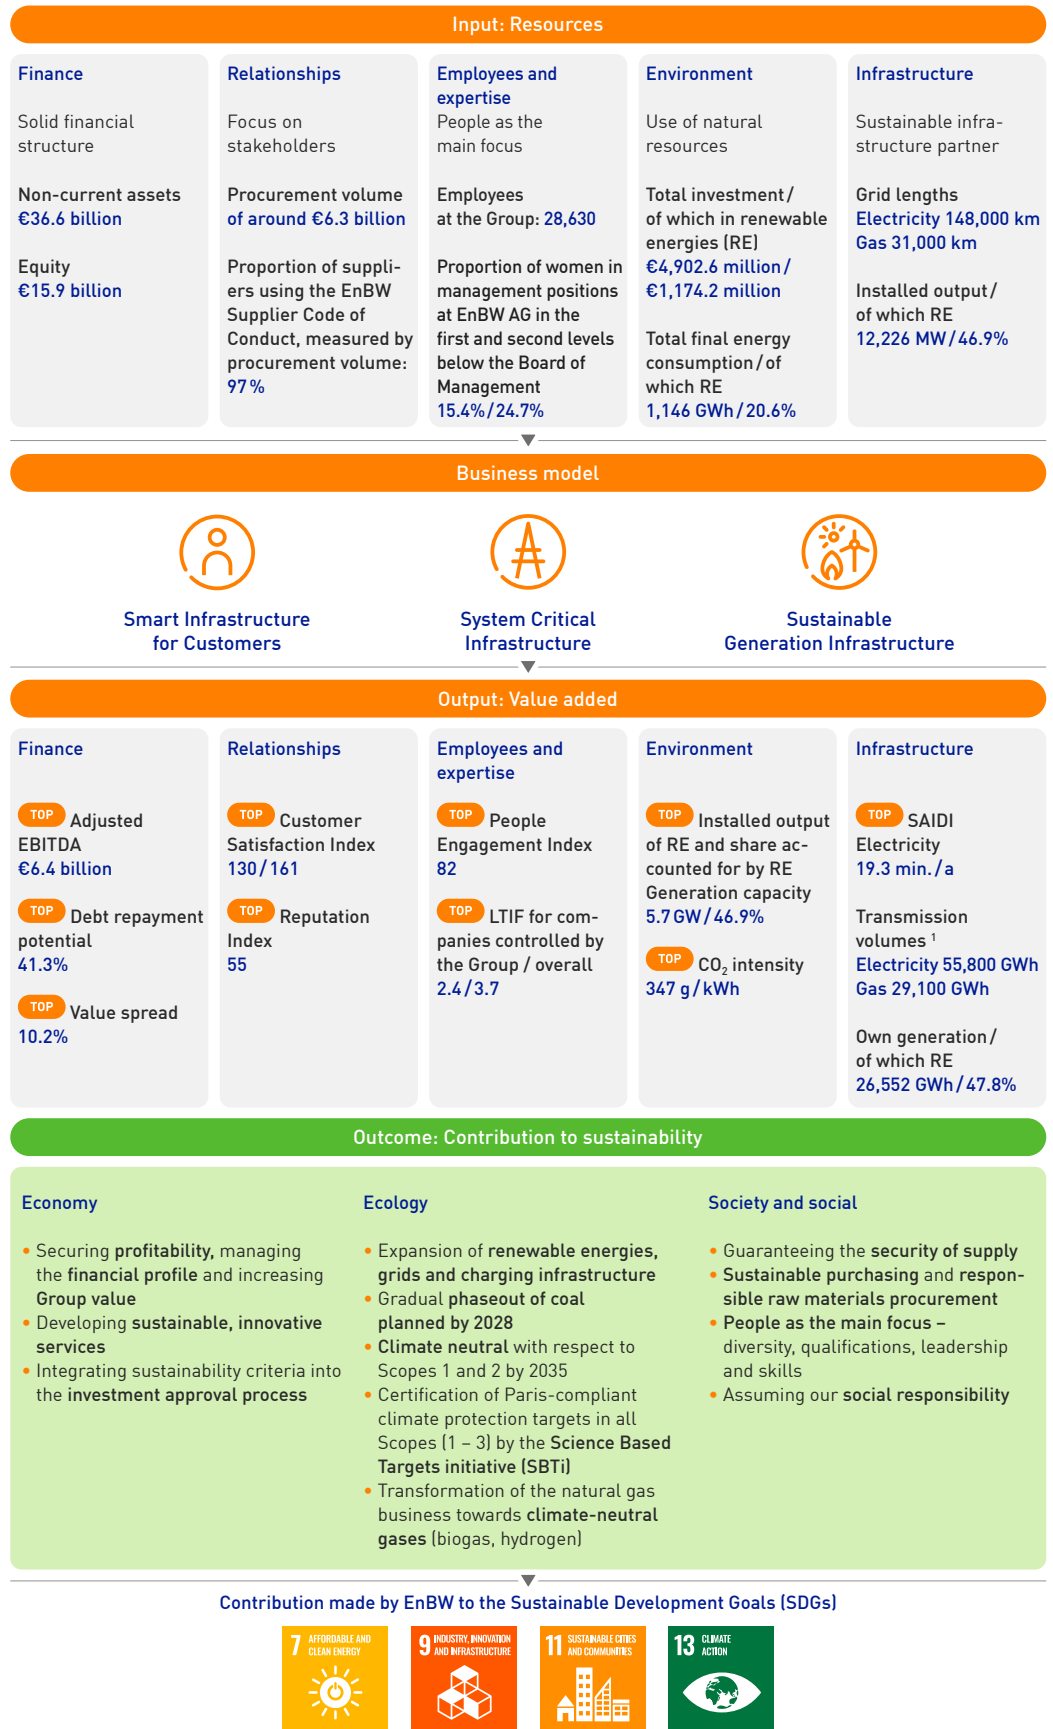 Input: Resources
Finance
Solid financial
structure
Non-current assets
€36.6 billion
Equity
€15.9 billion
Relationships
Focus on
stakeholders
Procurement volume
of around €6.3 billion
Proportion of suppli-
ers using the EnBW
Supplier Code of
Conduct, measured by
procurement volume:
97%
Employees and
expertise
People as the
main focus
Employees
at the Group: 28,630
Proportion of women in
management positions
at EnBW AG in the
first and second levels
below the Board of
Management
15.4%/24.7%
Environment
Use of natural
resources
Total investment/
of which in renewable
energies (RE)
€4,902.6 million/
€1,174.2 million
Total final energy
consumption/of
which RE
1,146 GWh/20.6%
Infrastructure
Sustainable infra-
structure partner
Grid lengths
Electricity 148,000 km
Gas 31,000 km
Installed output/
of which RE
12,226 MW/46.9%
Business model
Smart Infrastructure
for Customers
System Critical
Infrastructure
Sustainable
Generation Infrastructure
Output: Value added
Finance
TOP Adjusted
EBITDA
€6.4 billion
TOP Debt repayment
potential
41.3%
TOP Value spread
10.2%
Relationships
TOP Customer
Satisfaction Index
130/161
TOP Reputation
Index
55
Employees and
expertise
TOP People
Engagement Index
82
TOP LTIF for com-
panies controlled by
the Group / overall
2.4/3.7
Environment
TOP Installed output
of RE and share ac-
counted for by RE
Generation capacity
5.7 GW/46.9%
TOP CO₂ intensity
347 g/kWh
Infrastructure
TOP SAIDI
Electricity
19.3 min./a
Transmission
volumes ¹
Electricity 55,800 GWh
Gas 29,100 GWh
Own generation/
of which RE
26,552 GWh/47.8%
Outcome: Contribution to sustainability
Economy
• Securing profitability, managing
the financial profile and increasing
Group value
• Developing sustainable, innovative
services
• Integrating sustainability criteria into
the investment approval process
Ecology
• Expansion of renewable energies,
grids and charging infrastructure
• Gradual phaseout of coal
planned by 2028
• Climate neutral with respect to
Scopes 1 and 2 by 2035
• Certification of Paris-compliant
climate protection targets in all
Scopes (1 – 3) by the Science Based
Targets initiative (SBTi)
• Transformation of the natural gas
business towards climate-neutral
gases (biogas, hydrogen)
Society and social
• Guaranteeing the security of supply
• Sustainable purchasing and respon-
sible raw materials procurement
• People as the main focus –
diversity, qualifications, leadership
and skills
• Assuming our social responsibility
Contribution made by EnBW to the Sustainable Development Goals (SDGs)
7 AFFORDABLE AND
CLEAN ENERGY
9 INDUSTRY, INNOVATION
AND INFRASTRUCTURE
11 SUSTAINABLE CITIES
AND COMMUNITIES
13 CLIMATE
ACTION